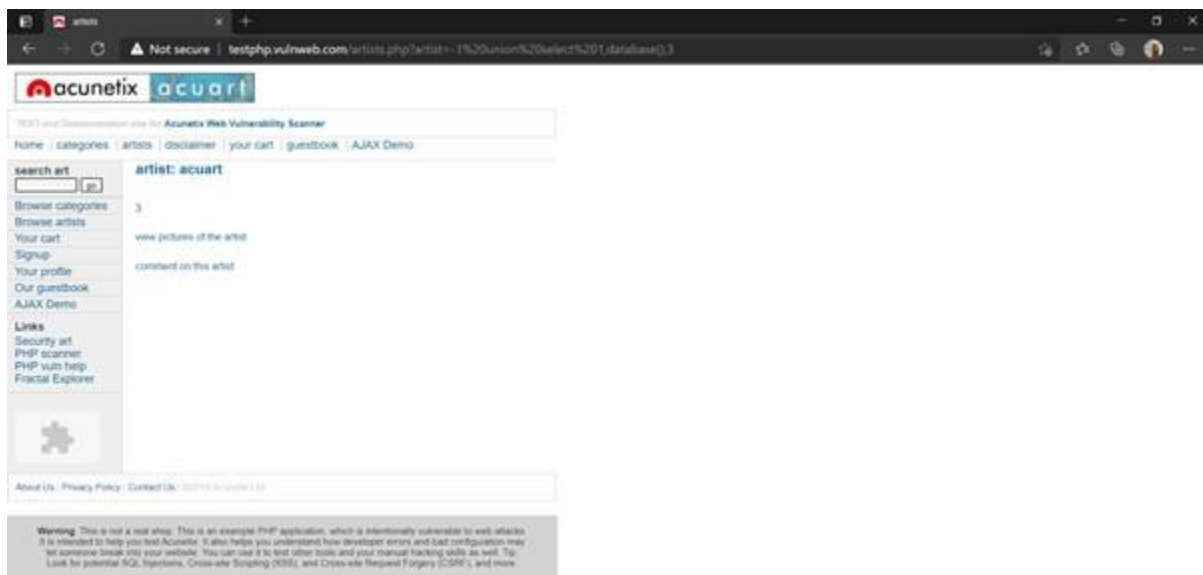 artists
Not secure | testphp.vulnweb.com/artists.php?artist=-1%20union%20select%201,database(),3
acunetix acuart
TEST and Demonstration site for Acunetix Web Vulnerability Scanner
home | categories | artists | disclaimer | your cart | guestbook | AJAX Demo
search art
go
Browse categories
Browse artists
Your cart
Signup
Your profile
Our guestbook
AJAX Demo
Links
Security art
PHP scanner
PHP vuln help
Fractal Explorer
artist: acuart
3
view pictures of the artist
comment on this artist
About Us | Privacy Policy | Contact Us |
Warning: This is not a real shop. This is an example PHP application, which is intentionally vulnerable to web attacks.
It is intended to help you test Acunetix. It also helps you understand how developer errors and bad configuration may
let someone break into your website. You can use it to test other tools and your manual hacking skills as well. Tip:
Look for potential SQL Injections, Cross-site Scripting (XSS), and Cross-site Request Forgery (CSRF), and more.